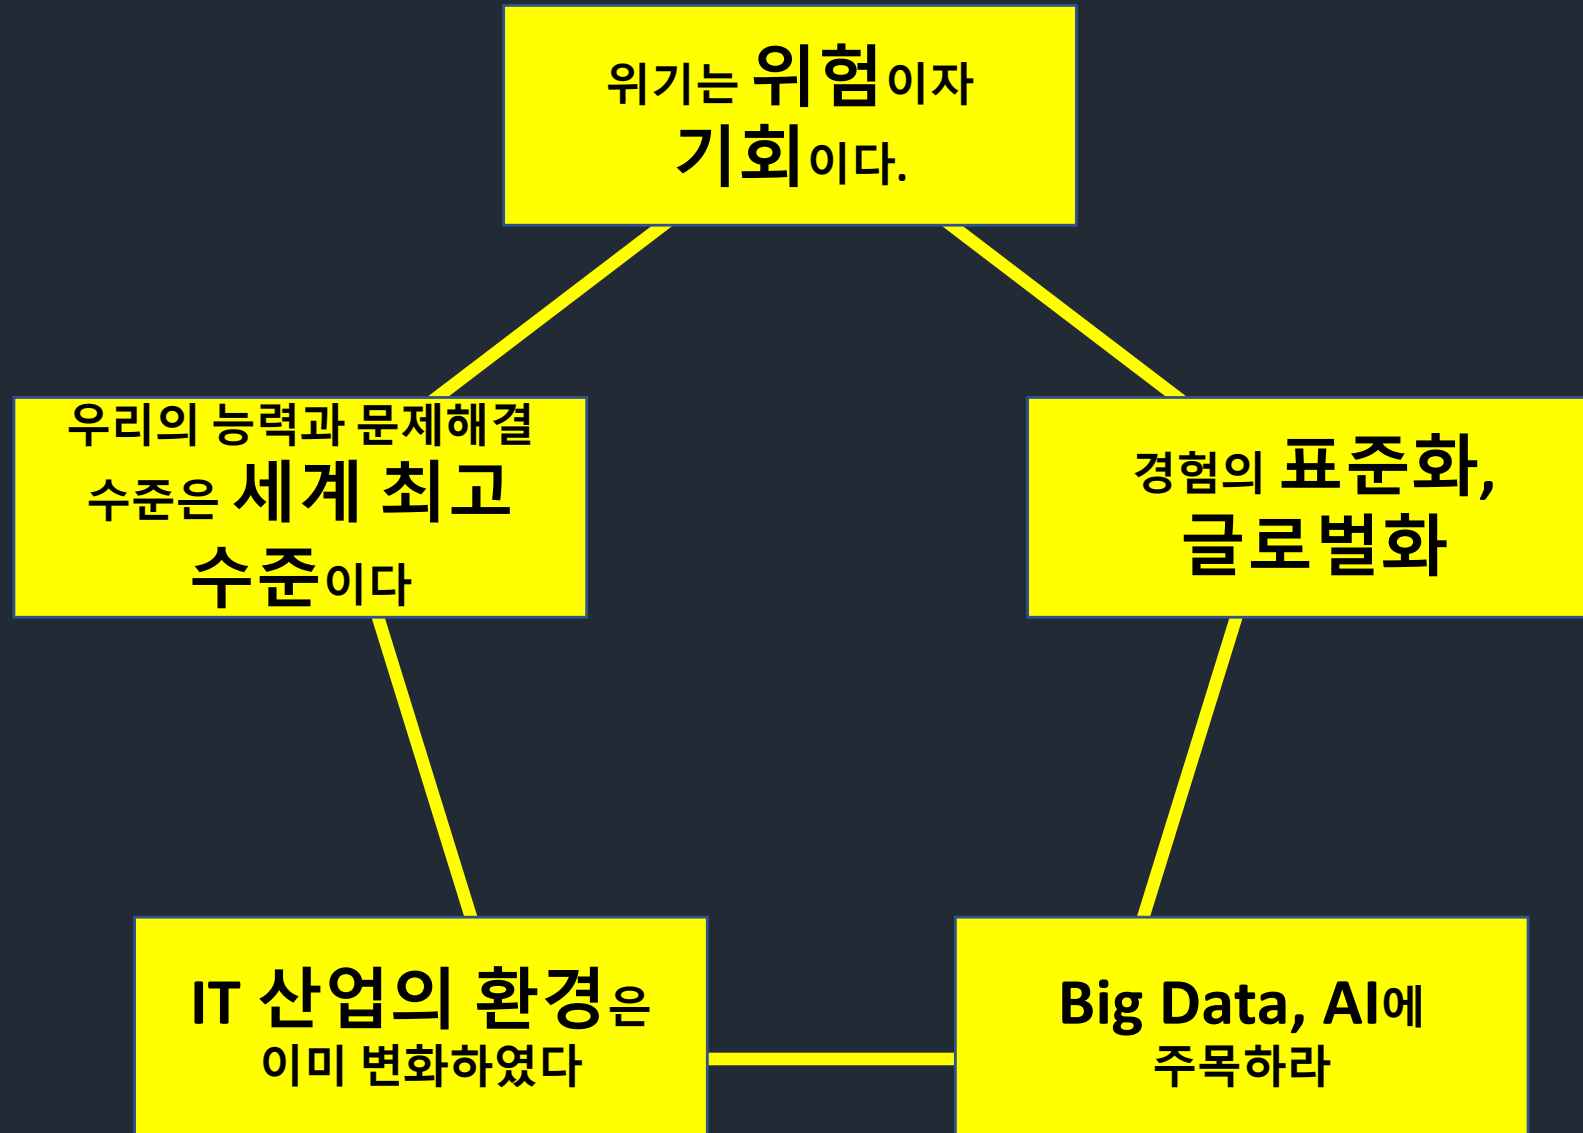 위기는 위험이자
기회이다.
우리의 능력과 문제해결
수준은 세계 최고
수준이다
경험의 표준화,
글로벌화
IT 산업의 환경은
이미 변화하였다
Big Data, AI에
주목하라